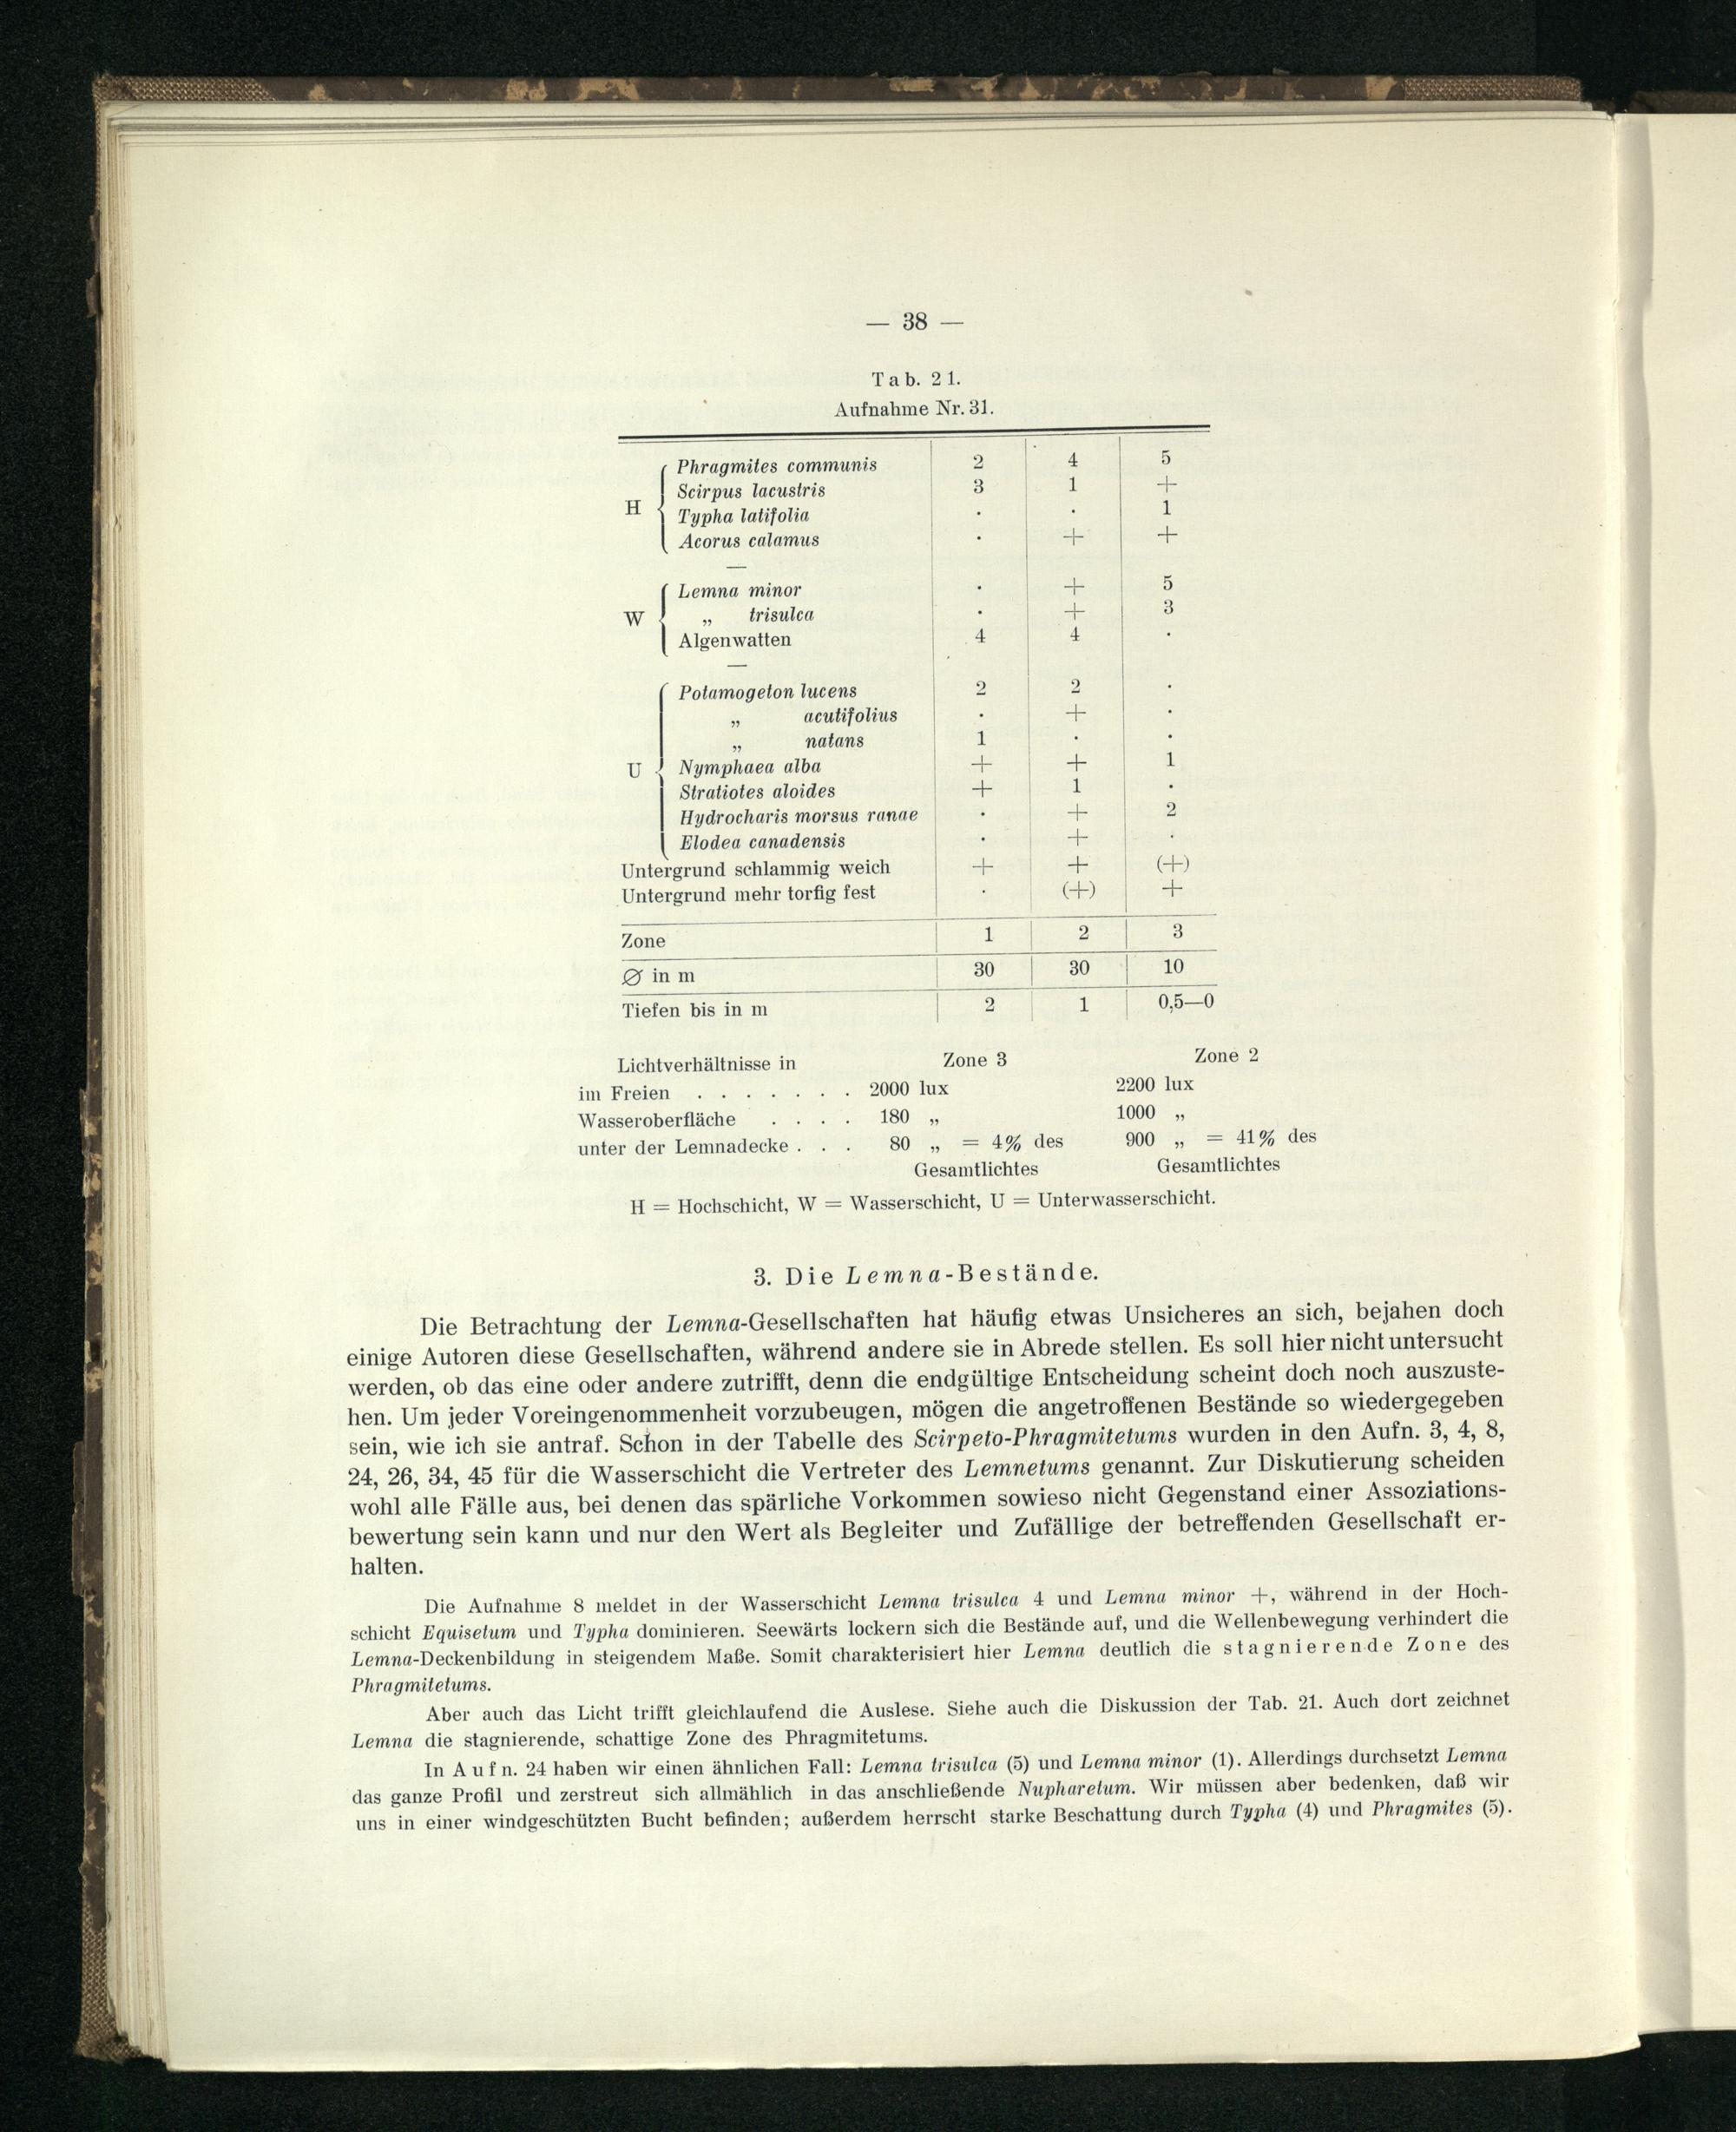 — 38 —
Tab. 21.
Aufnahme Nr. 31.
H { Phragmites communis 2 4 5
Scirpus lacustris 3 1 +
Typha latifolia . . 1
Acorus calamus . + +
—
W { Lemna minor . + 5
„ trisulca . + 3
Algenwatten 4 4 .
—
U { Potamogeton lucens 2 2 .
„ acutifolius . + .
„ natans 1 . .
Nymphaea alba + + 1
Stratiotes aloides + 1 .
Hydrocharis morsus ranae . + 2
Elodea canadensis . + .
Untergrund schlammig weich + + (+)
Untergrund mehr torfig fest . (+) +
Zone 1 2 3
∅ in m 30 30 10
Tiefen bis in m 2 1 0,5—0
Lichtverhältnisse in Zone 3 Zone 2
im Freien . . . . . . . 2000 lux 2200 lux
Wasseroberfläche . . . . 180 „ 1000 „
unter der Lemnadecke . . . 80 „ = 4% des 900 „ = 41% des
Gesamtlichtes Gesamtlichtes
H = Hochschicht, W = Wasserschicht, U = Unterwasserschicht.
3. Die Lemna-Bestände.
Die Betrachtung der Lemna-Gesellschaften hat häufig etwas Unsicheres an sich, bejahen doch
einige Autoren diese Gesellschaften, während andere sie in Abrede stellen. Es soll hier nicht untersucht
werden, ob das eine oder andere zutrifft, denn die endgültige Entscheidung scheint doch noch auszuste-
hen. Um jeder Voreingenommenheit vorzubeugen, mögen die angetroffenen Bestände so wiedergegeben
sein, wie ich sie antraf. Schon in der Tabelle des Scirpeto-Phragmitetums wurden in den Aufn. 3, 4, 8,
24, 26, 34, 45 für die Wasserschicht die Vertreter des Lemnetums genannt. Zur Diskutierung scheiden
wohl alle Fälle aus, bei denen das spärliche Vorkommen sowieso nicht Gegenstand einer Assoziations-
bewertung sein kann und nur den Wert als Begleiter und Zufällige der betreffenden Gesellschaft er-
halten.
Die Aufnahme 8 meldet in der Wasserschicht Lemna trisulca 4 und Lemna minor +, während in der Hoch-
schicht Equisetum und Typha dominieren. Seewärts lockern sich die Bestände auf, und die Wellenbewegung verhindert die
Lemna-Deckenbildung in steigendem Maße. Somit charakterisiert hier Lemna deutlich die stagnierende Zone des
Phragmitetums.
Aber auch das Licht trifft gleichlaufend die Auslese. Siehe auch die Diskussion der Tab. 21. Auch dort zeichnet
Lemna die stagnierende, schattige Zone des Phragmitetums.
In Aufn. 24 haben wir einen ähnlichen Fall: Lemna trisulca (5) und Lemna minor (1). Allerdings durchsetzt Lemna
das ganze Profil und zerstreut sich allmählich in das anschließende Nupharetum. Wir müssen aber bedenken, daß wir
uns in einer windgeschützten Bucht befinden; außerdem herrscht starke Beschattung durch Typha (4) und Phragmites (5).